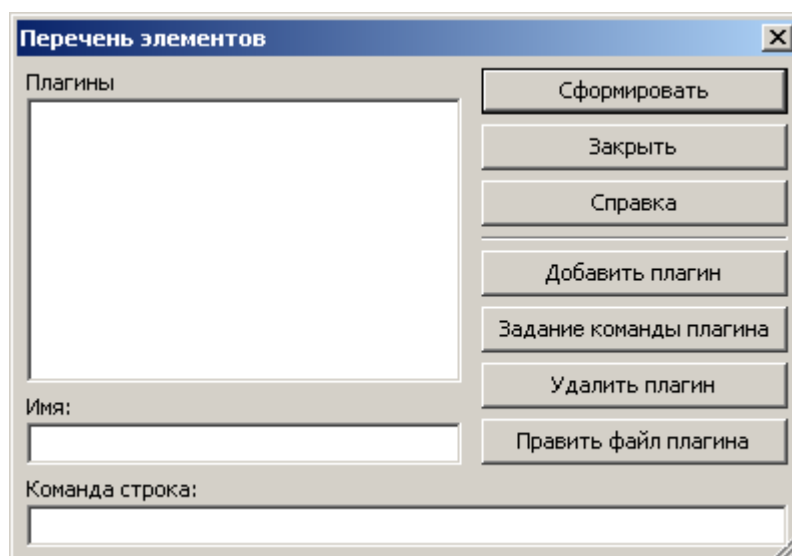 Перечень элементов
Плагины
Сформировать
Закрыть
Справка
Добавить плагин
Задание команды плагина
Удалить плагин
Имя:
Править файл плагина
Команда строка: